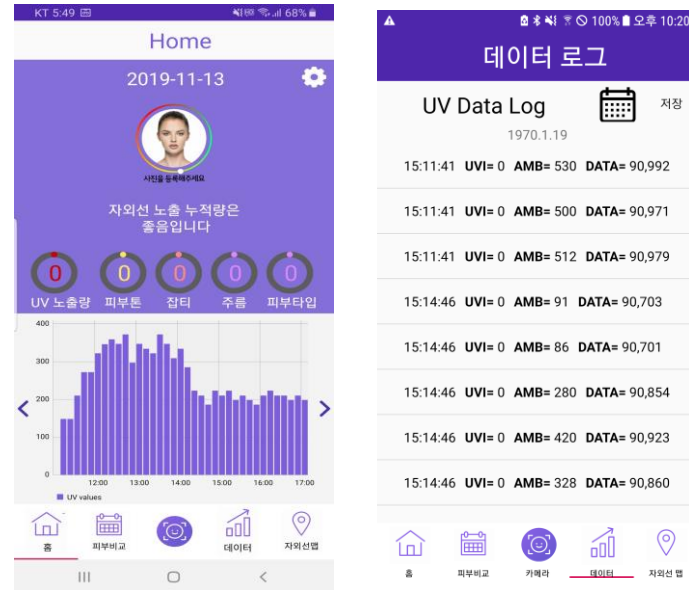 KT 5:49 68%
Home
2019-11-13
사진을 등록해주세요
자외선 노출 누적량은
좋음입니다
0 0 0 0 0
UV 노출량 피부톤 잡티 주름 피부타입
400
300
200
100
0
12:00 13:00 14:00 15:00 16:00 17:00
UV values
홈 피부비교 데이터 자외선맵
100% 오후 10:20
데이터 로그
UV Data Log 저장
1970.1.19
15:11:41 UVI= 0 AMB= 530 DATA= 90,992
15:11:41 UVI= 0 AMB= 500 DATA= 90,971
15:11:41 UVI= 0 AMB= 512 DATA= 90,979
15:14:46 UVI= 0 AMB= 91 DATA= 90,703
15:14:46 UVI= 0 AMB= 86 DATA= 90,701
15:14:46 UVI= 0 AMB= 280 DATA= 90,854
15:14:46 UVI= 0 AMB= 420 DATA= 90,923
15:14:46 UVI= 0 AMB= 328 DATA= 90,860
홈 피부비교 카메라 데이터 자외선 맵